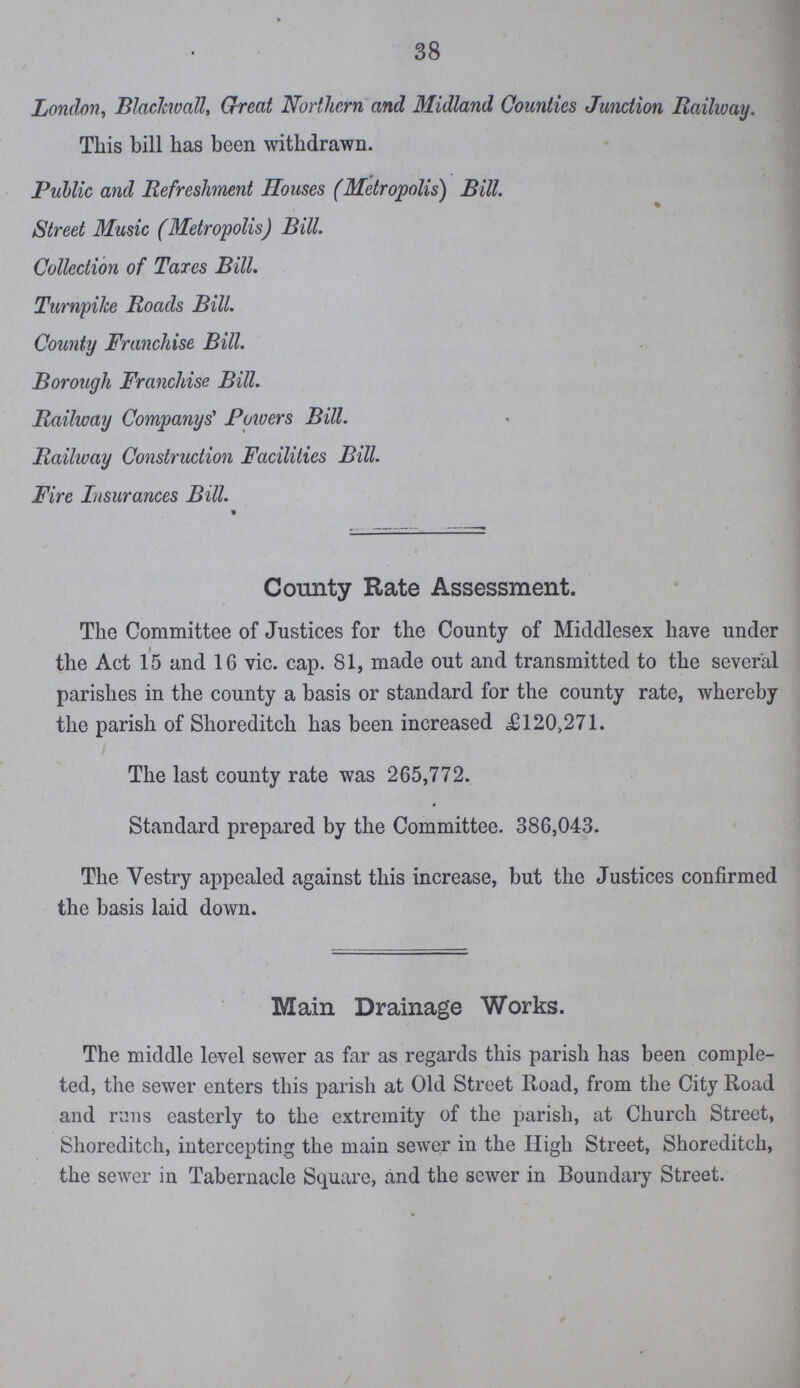 38
London, Blackwall, Great Northern and Midland Counties Junction Railway.
This bill has been withdrawn.
Public and Refreshment Houses (Metropolis) Bill.
Street Music (Metropolis) Bill.
Collection of Taxes Bill.
Turnpike Roads Bill.
County Franchise Bill.
Borough Franchise Bill.
Railway Companys' Powers Bill.
Railway Construction Facilities Bill.
Fire Insurances Bill.
County Rate Assessment.
The Committee of Justices for the County of Middlesex have under
the Act 15 and 16 vic. cap. 81, made out and transmitted to the several
parishes in the county a basis or standard for the county rate, whereby
the parish of Shoreditch has been increased £120,271.
The last county rate was 265,772.
Standard prepared by the Committee. 386,043.
The Vestry appealed against this increase, but the Justices confirmed
the basis laid down.
Main Drainage Works.
The middle level sewer as far as regards this parish has been comple-
ted, the sewer enters this parish at Old Street Road, from the City Road
and runs easterly to the extremity of the parish, at Church Street,
Shoreditch, intercepting the main sewer in the High Street, Shoreditch,
the sewer in Tabernacle Square, and the sewer in Boundary Street.